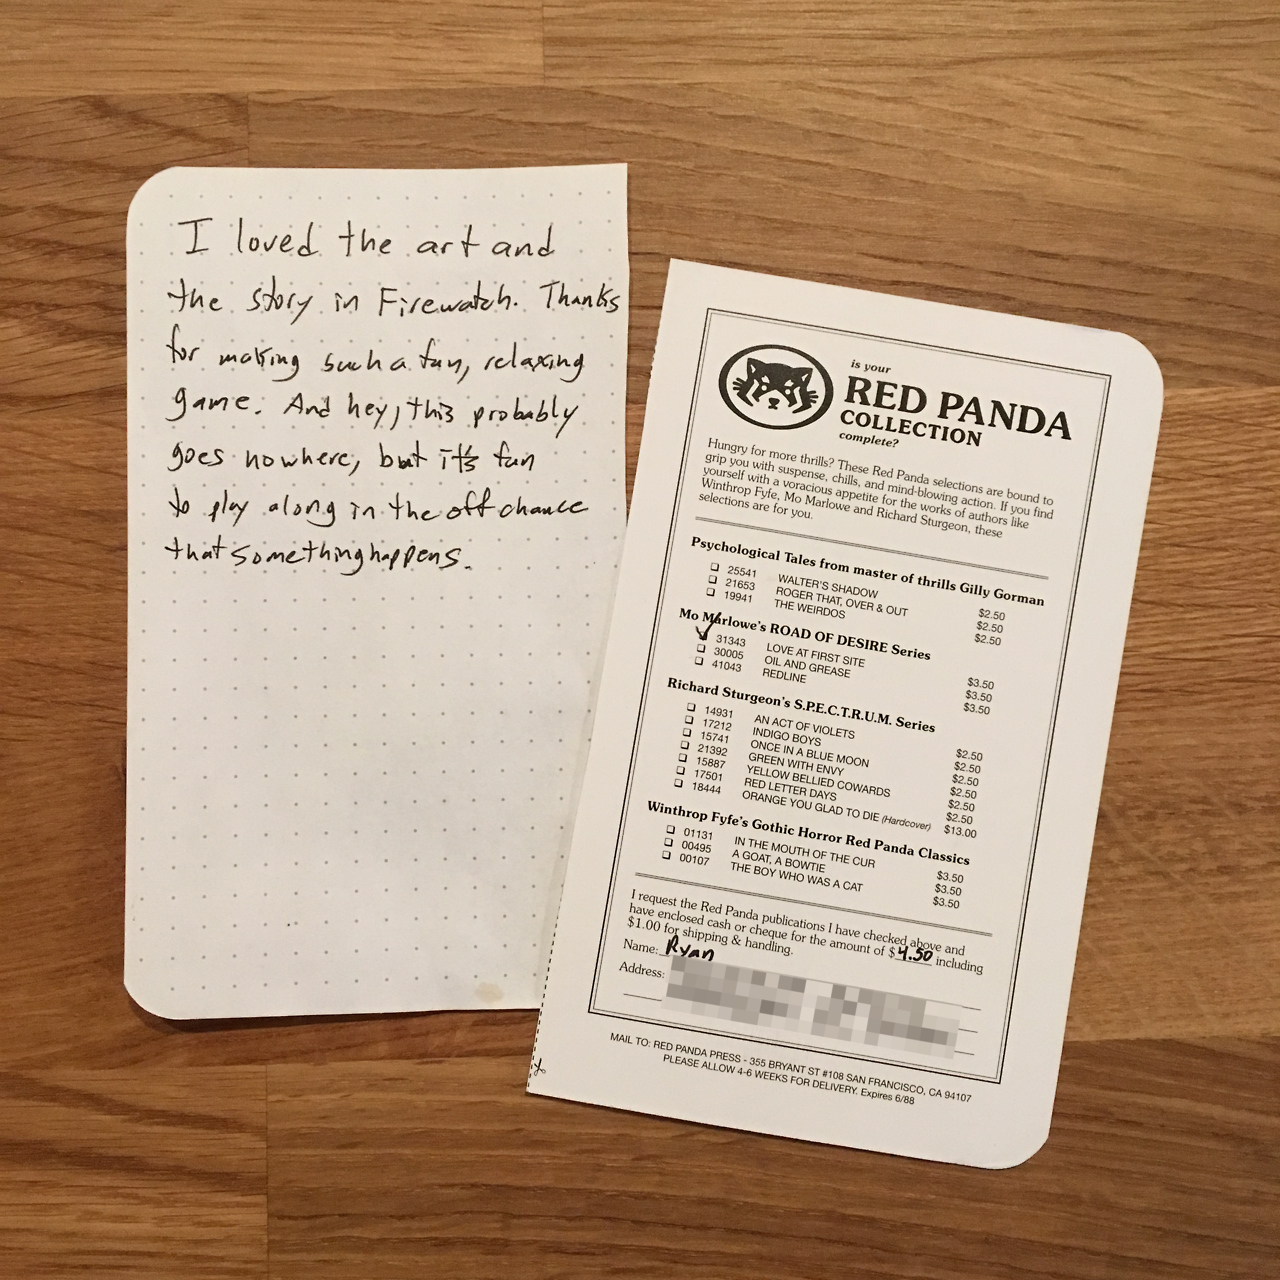 I loved the art and
the story in Firewatch. Thanks
for making such a fun, relaxing
game. And hey, this probably
goes nowhere, but it's fun
to play along in the off chance
that something happens.
is your
RED PANDA
COLLECTION
complete?
Hungry for more thrills? These Red Panda selections are bound to
grip you with suspense, chills, and mind-blowing action. If you find
yourself with a voracious appetite for the works of authors like
Winthrop Fyfe, Mo Marlowe and Richard Sturgeon, these
selections are for you.
Psychological Tales from master of thrills Gilly Gorman
25541 WALTER'S SHADOW $2.50
21653 ROGER THAT, OVER & OUT $2.50
19941 THE WEIRDOS $2.50
Mo Marlowe's ROAD OF DESIRE Series
31343 LOVE AT FIRST SITE $3.50
30005 OIL AND GREASE $3.50
41043 REDLINE $3.50
Richard Sturgeon's S.P.E.C.T.R.U.M. Series
14931 AN ACT OF VIOLETS $2.50
17212 INDIGO BOYS $2.50
15741 ONCE IN A BLUE MOON $2.50
21392 GREEN WITH ENVY $2.50
15887 YELLOW BELLIED COWARDS $2.50
17501 RED LETTER DAYS $2.50
18444 ORANGE YOU GLAD TO DIE (Hardcover) $13.00
Winthrop Fyfe's Gothic Horror Red Panda Classics
01131 IN THE MOUTH OF THE CUR $3.50
00495 A GOAT, A BOWTIE $3.50
00107 THE BOY WHO WAS A CAT $3.50
I request the Red Panda publications I have checked above and
have enclosed cash or cheque for the amount of $4.50 including
$1.00 for shipping & handling.
Name: Ryan
Address:
MAIL TO: RED PANDA PRESS - 355 BRYANT ST #108 SAN FRANCISCO, CA 94107
PLEASE ALLOW 4-6 WEEKS FOR DELIVERY. Expires 6/88